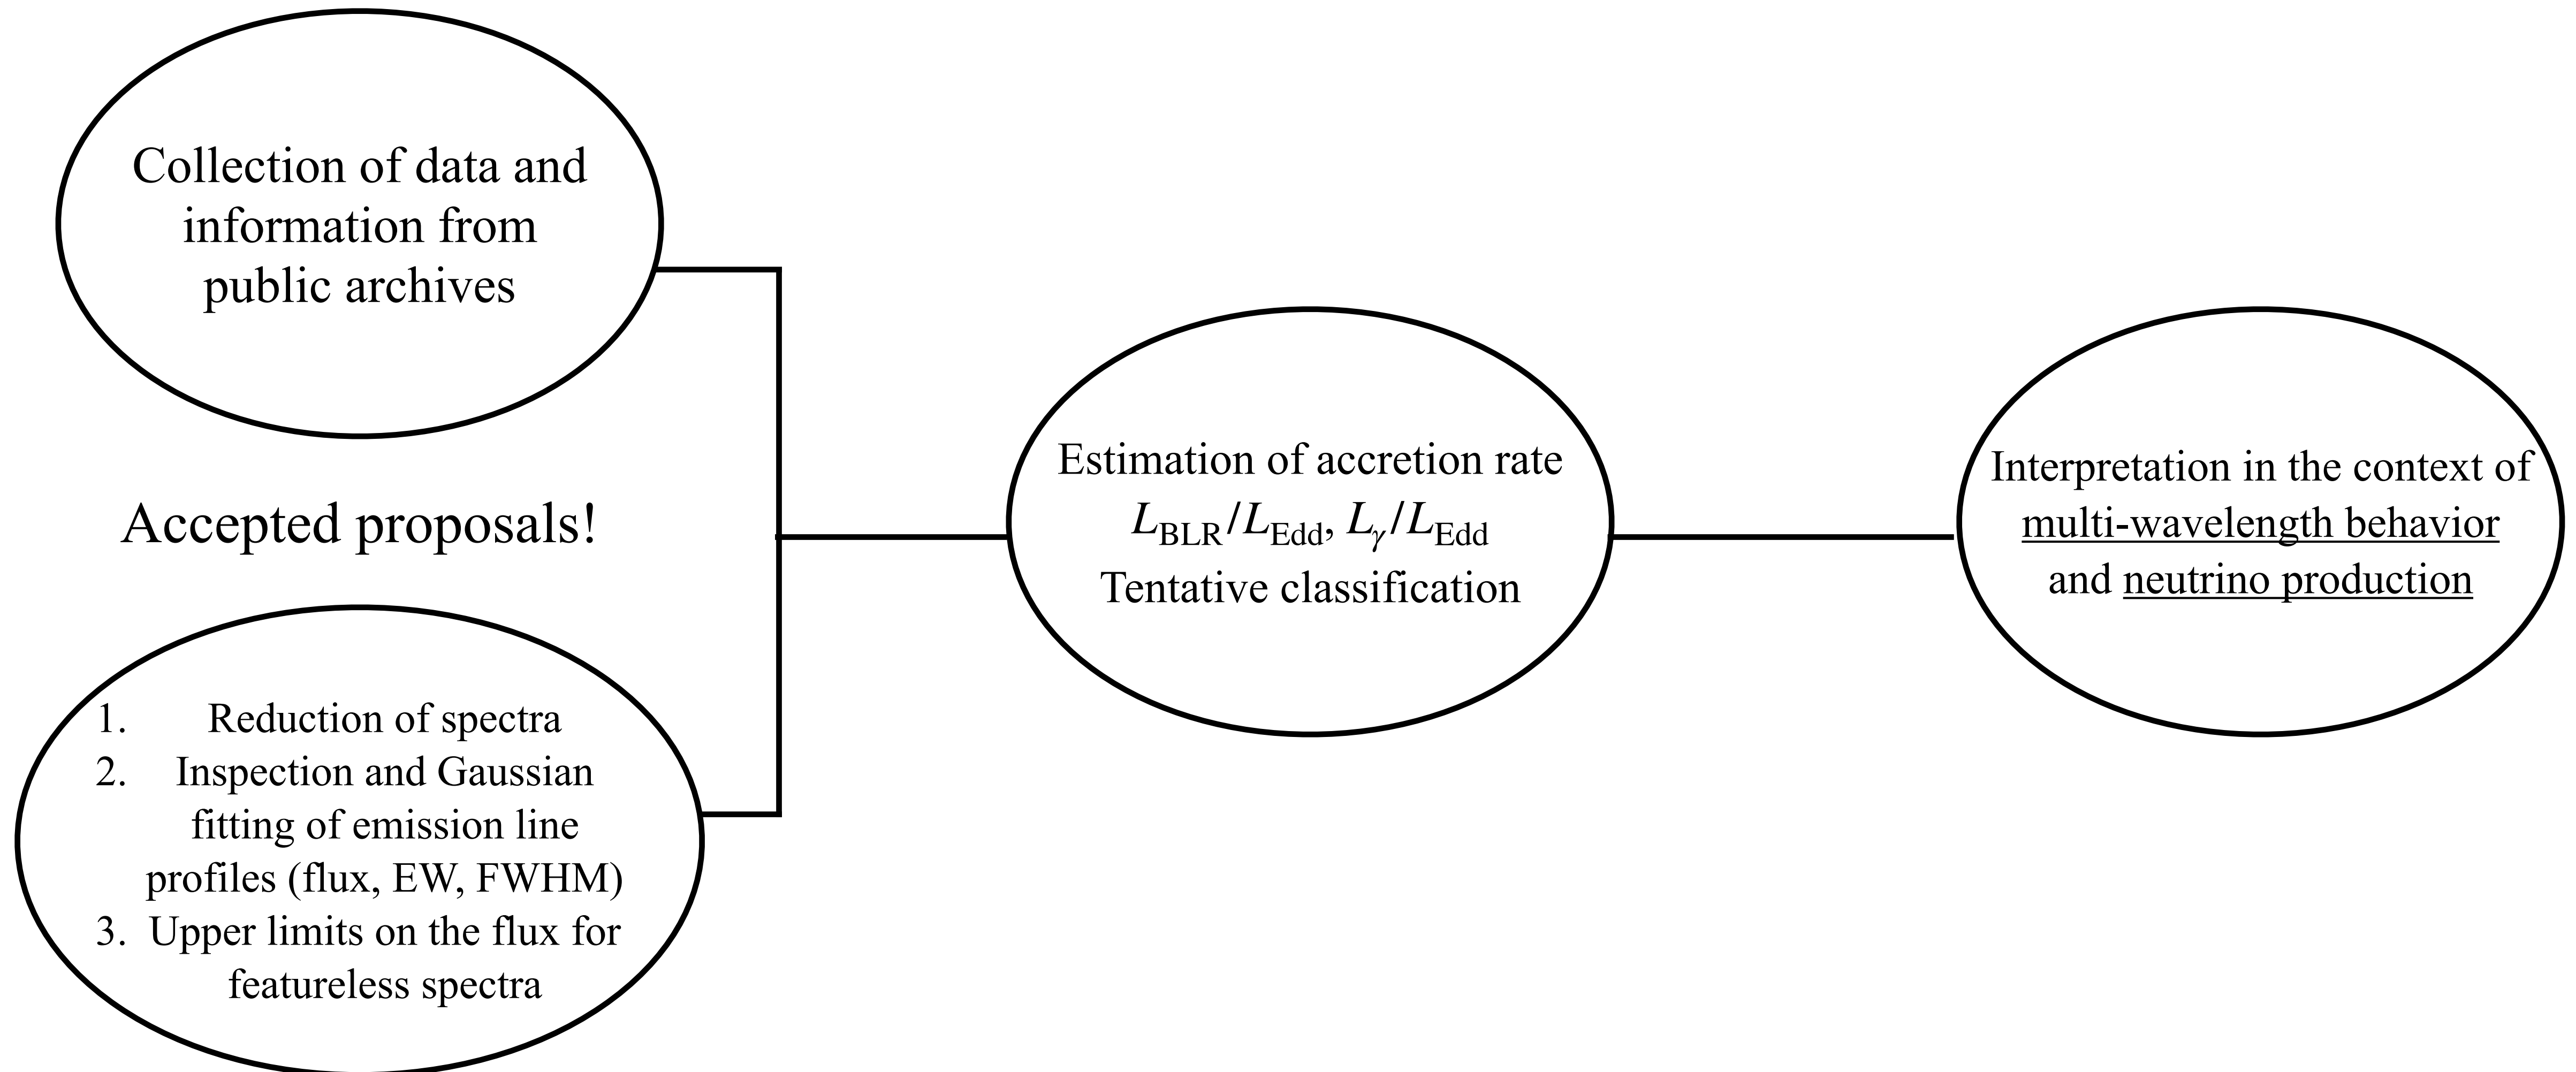 Collection of data and
information from
public archives
Accepted proposals!
1. Reduction of spectra
2. Inspection and Gaussian
fitting of emission line
profiles (flux, EW, FWHM)
3. Upper limits on the flux for
featureless spectra
Estimation of accretion rate
L_BLR/L_Edd, L_γ/L_Edd
Tentative classification
Interpretation in the context of
multi-wavelength behavior
and neutrino production